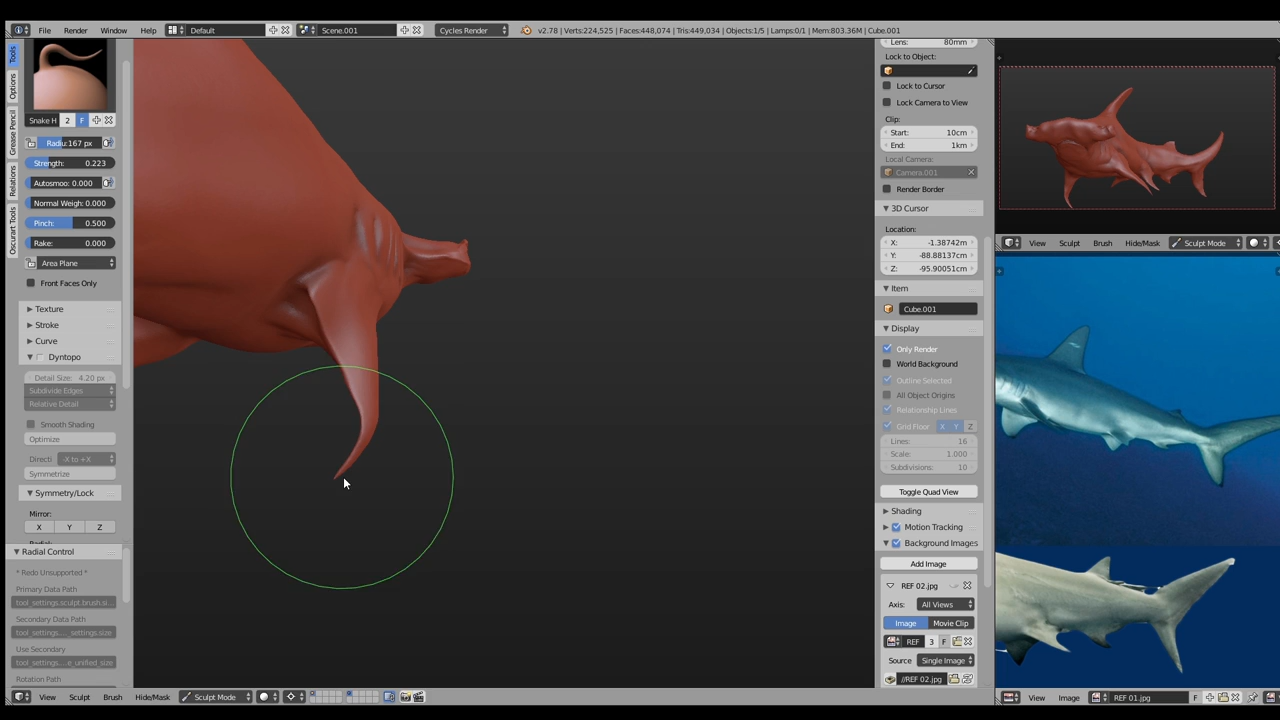 File Render Window Help Default Scene.001 Cycles Render v2.78 | Verts:224,525 | Faces:448,074 | Tris:449,034 | Objects:1/5 | Lamps:0/1 | Mem:803.36M | Cube.001
Tools
Options
Grease Pencil
Relations
Oscurart Tools
Snake H 2 F
Radiu:167 px
Strength: 0.223
Autosmoo: 0.000
Normal Weigh: 0.000
Pinch: 0.500
Rake: 0.000
Area Plane
Front Faces Only
Texture
Stroke
Curve
Dyntopo
Detail Size: 4.20 px
Subdivide Edges
Relative Detail
Smooth Shading
Optimize
Directi -X to +X
Symmetrize
Symmetry/Lock
Mirror:
X Y Z
Radial Control
* Redo Unsupported *
Primary Data Path
tool_settings.sculpt.brush.si...
Secondary Data Path
tool_settings...._settings.size
Use Secondary
tool_settings....e_unified_size
Rotation Path
View Sculpt Brush Hide/Mask Sculpt Mode
Lens: 80mm
Lock to Object:
Lock to Cursor
Lock Camera to View
Clip:
Start: 10cm
End: 1km
Local Camera:
Camera.001
Render Border
3D Cursor
Location:
X: -1.38742m
Y: -88.88137cm
Z: -95.90051cm
Item
Cube.001
Display
Only Render
World Background
Outline Selected
All Object Origins
Relationship Lines
Grid Floor X Y Z
Lines: 16
Scale: 1.000
Subdivisions: 10
Toggle Quad View
Shading
Motion Tracking
Background Images
Add Image
REF 02.jpg
Axis: All Views
Image Movie Clip
REF 3 F
Source Single Image
//REF 02.jpg
View Sculpt Brush Hide/Mask Sculpt Mode
View Image REF 01.jpg F